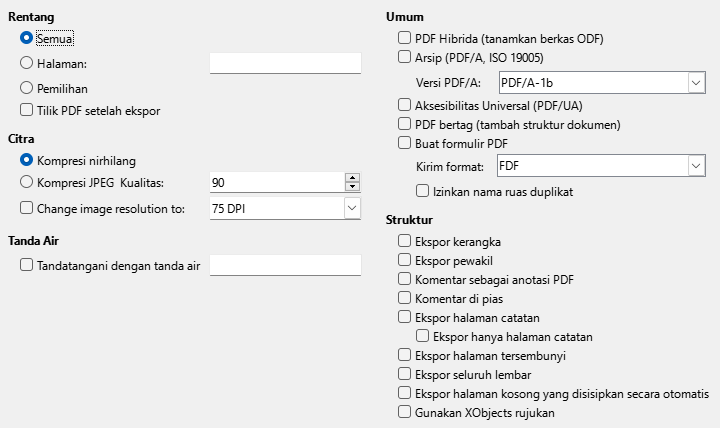 Rentang
Semua
Halaman:
Pemilihan
Tilik PDF setelah ekspor
Citra
Kompresi nirhilang
Kompresi JPEG Kualitas: 90
Change image resolution to: 75 DPI
Tanda Air
Tandatangani dengan tanda air
Umum
PDF Hibrida (tanamkan berkas ODF)
Arsip (PDF/A, ISO 19005)
Versi PDF/A: PDF/A-1b
Aksesibilitas Universal (PDF/UA)
PDF bertag (tambah struktur dokumen)
Buat formulir PDF
Kirim format: FDF
Izinkan nama ruas duplikat
Struktur
Ekspor kerangka
Ekspor pewakil
Komentar sebagai anotasi PDF
Komentar di pias
Ekspor halaman catatan
Ekspor hanya halaman catatan
Ekspor halaman tersembunyi
Ekspor seluruh lembar
Ekspor halaman kosong yang disisipkan secara otomatis
Gunakan XObjects rujukan